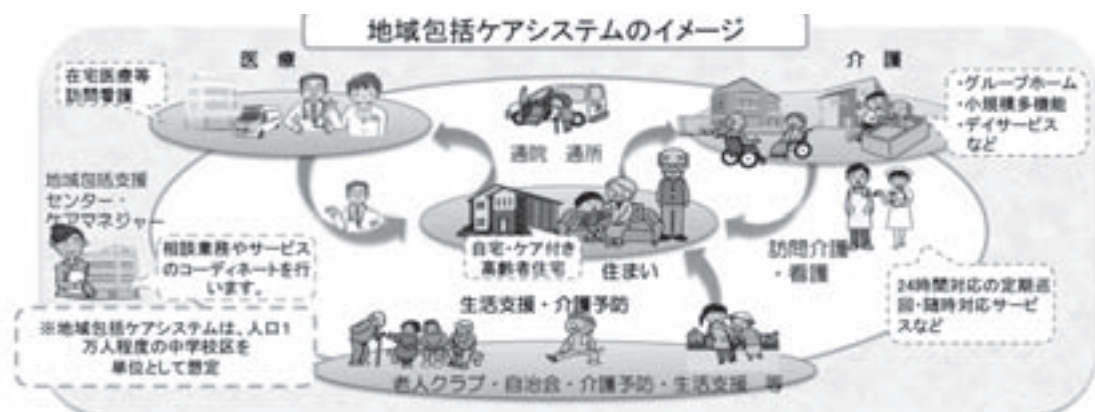 地域包括ケアシステムのイメージ
医 療
在宅医療等
訪問看護
介 護
・グループホーム
・小規模多機能
・デイサービス
など
通院 通所
地域包括支援
センター・
ケアマネジャー
相談業務やサービス
のコーディネートを行
います。
自宅・ケア付き
高齢者住宅
住まい
訪問介護
・看護
24時間対応の定期巡
回・随時対応サービ
スなど
生活支援・介護予防
※地域包括ケアシステムは、人口1
万人程度の中学校区を
単位として想定
老人クラブ・自治会・介護予防・生活支援 等